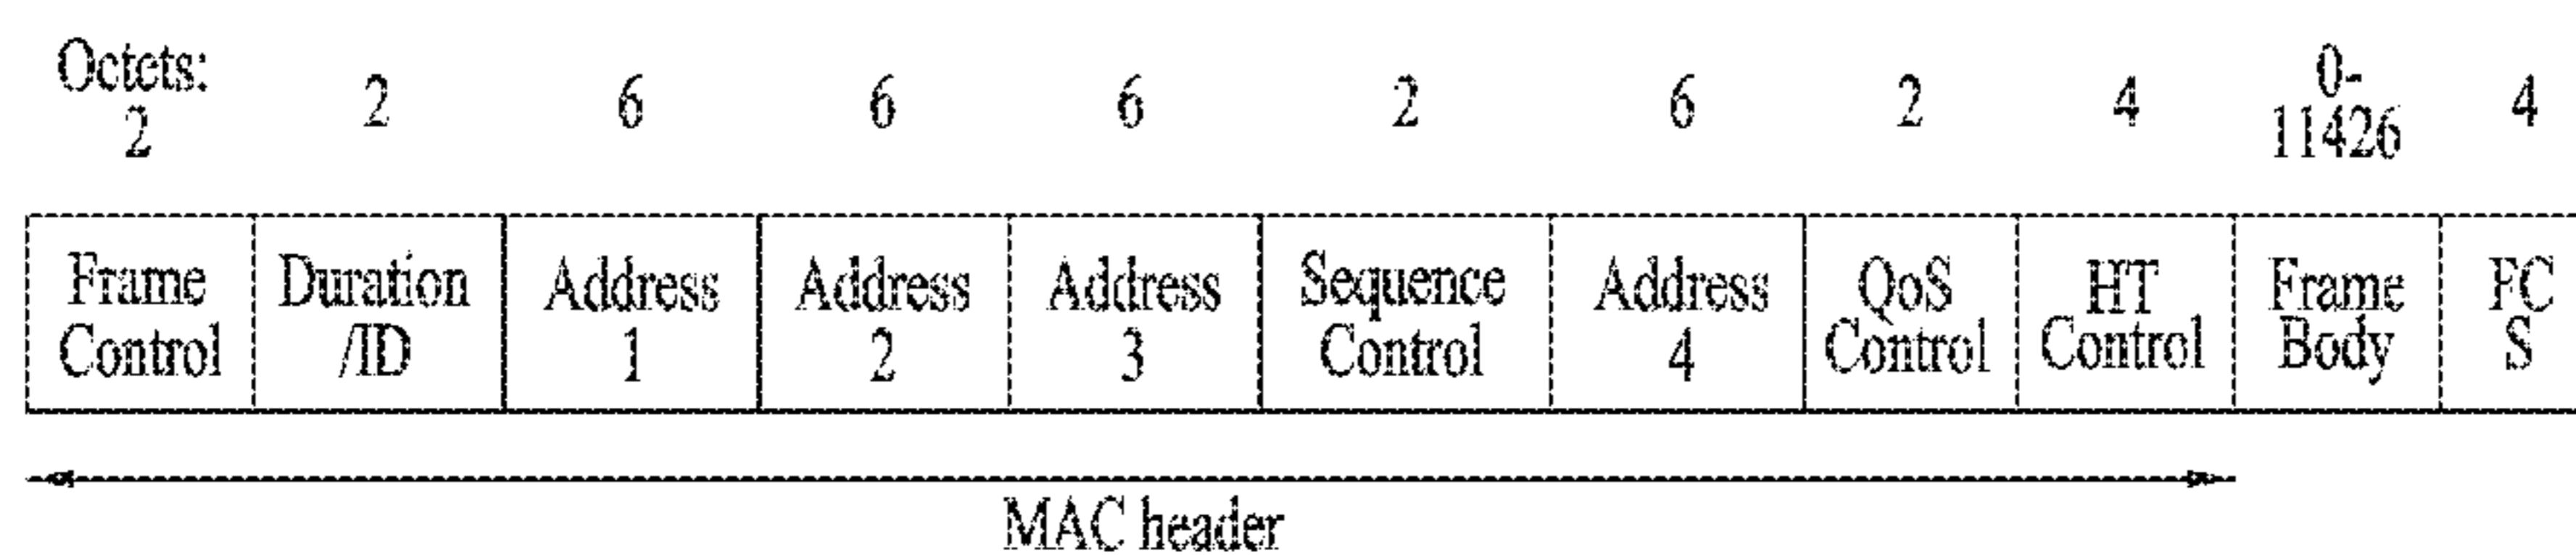 Octets:
2 2 6 6 6 2 6 2 4 0-
11426 4
Frame Duration Address Address Address Sequence Address QoS HT Frame FC
Control /ID 1 2 3 Control 4 Control Control Body S
MAC header